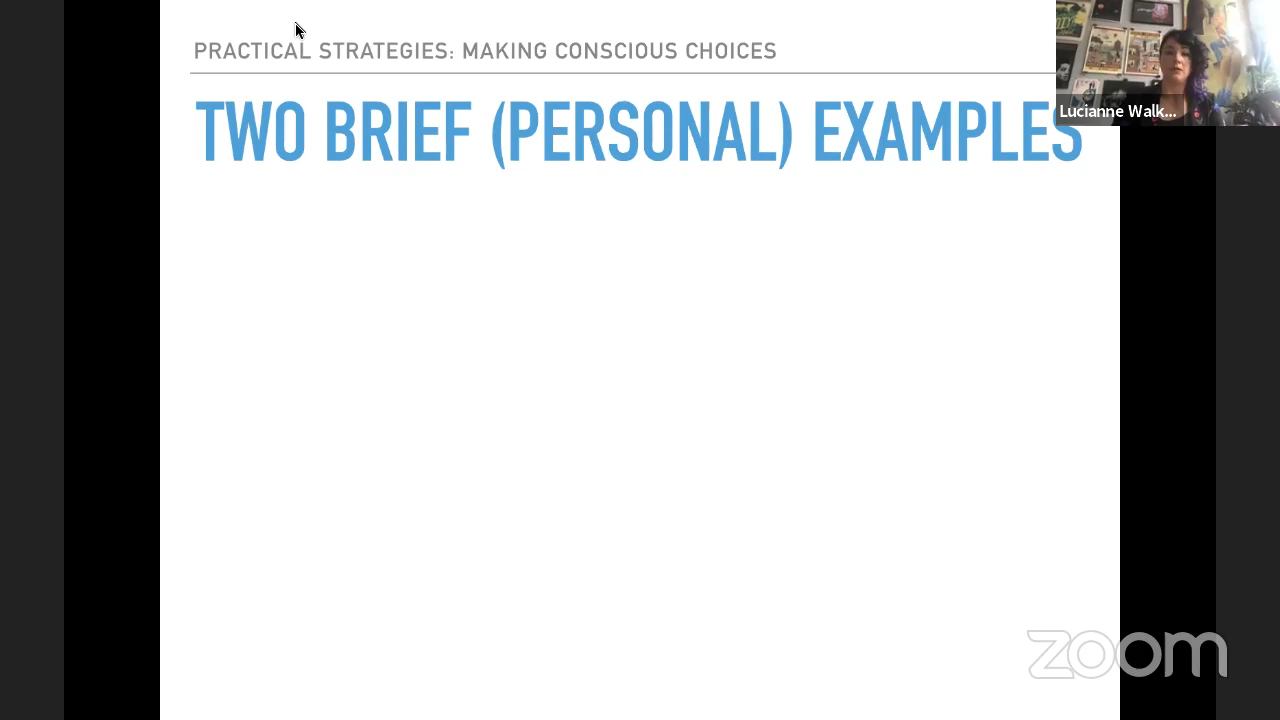 PRACTICAL STRATEGIES: MAKING CONSCIOUS CHOICES
TWO BRIEF (PERSONAL) EXAMPLES
Lucianne Walk...
zoom